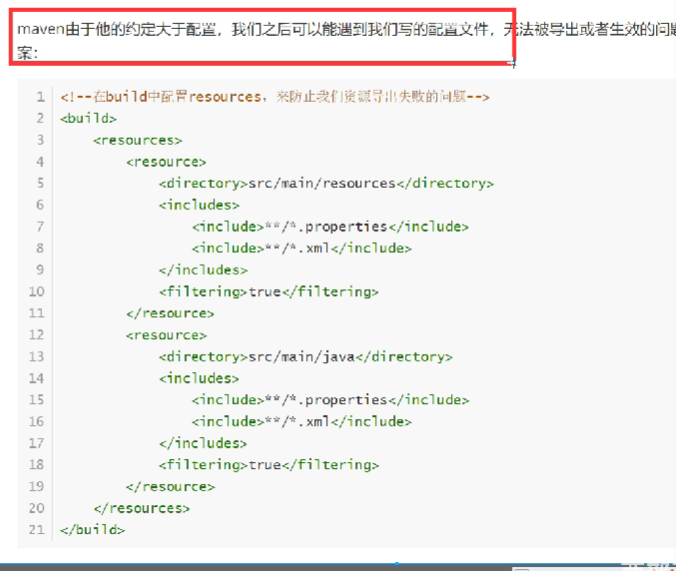 maven由于他的约定大于配置，我们之后可以能遇到我们写的配置文件，无法被导出或者生效的问题
案：
1 <!--在build中配置resources，来防止我们资源导出失败的问题-->
2 <build>
3 <resources>
4 <resource>
5 <directory>src/main/resources</directory>
6 <includes>
7 <include>**/*.properties</include>
8 <include>**/*.xml</include>
9 </includes>
10 <filtering>true</filtering>
11 </resource>
12 <resource>
13 <directory>src/main/java</directory>
14 <includes>
15 <include>**/*.properties</include>
16 <include>**/*.xml</include>
17 </includes>
18 <filtering>true</filtering>
19 </resource>
20 </resources>
21 </build>